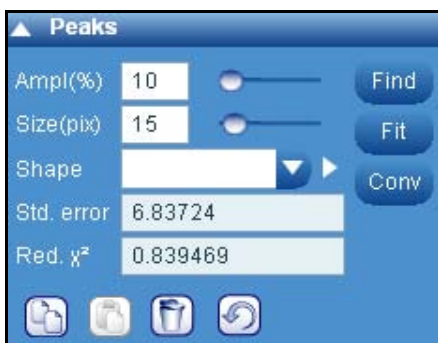 Peaks
Ampl(%) 10 Find
Size(pix) 15 Fit
Shape Conv
Std. error 6.83724
Red. χ² 0.839469